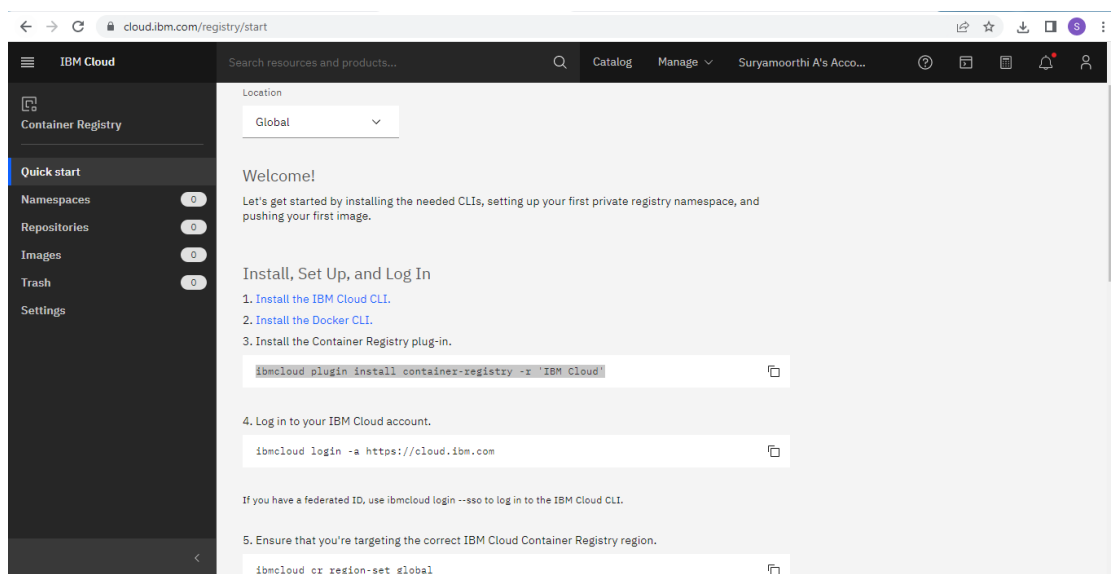 cloud.ibm.com/registry/start
S
IBM Cloud
Search resources and products...
Catalog
Manage
Suryamoorthi A's Acco...
Container Registry
Quick start
Namespaces 0
Repositories 0
Images 0
Trash 0
Settings
Location
Global
Welcome!
Let's get started by installing the needed CLIs, setting up your first private registry namespace, and
pushing your first image.
Install, Set Up, and Log In
1. Install the IBM Cloud CLI.
2. Install the Docker CLI.
3. Install the Container Registry plug-in.
ibmcloud plugin install container-registry -r 'IBM Cloud'
4. Log in to your IBM Cloud account.
ibmcloud login -a https://cloud.ibm.com
If you have a federated ID, use ibmcloud login --sso to log in to the IBM Cloud CLI.
5. Ensure that you're targeting the correct IBM Cloud Container Registry region.
ibmcloud cr region-set global